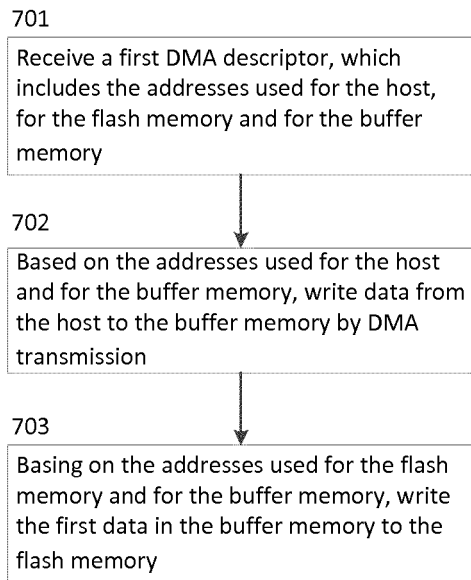 701
Receive a first DMA descriptor, which
includes the addresses used for the host,
for the flash memory and for the buffer
memory
702
Based on the addresses used for the host
and for the buffer memory, write data from
the host to the buffer memory by DMA
transmission
703
Basing on the addresses used for the flash
memory and for the buffer memory, write
the first data in the buffer memory to the
flash memory